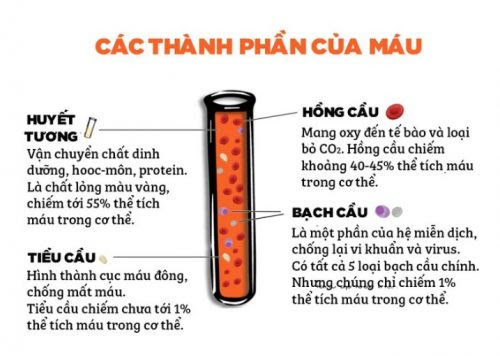 CÁC THÀNH PHẦN CỦA MÁU
HUYẾT
TƯƠNG
Vận chuyển chất dinh
dưỡng, hooc-môn, protein.
Là chất lỏng màu vàng,
chiếm tới 55% thể tích
máu trong cơ thể.
TIỂU CẦU
Hình thành cục máu đông,
chống mất máu.
Tiểu cầu chiếm chưa tới 1%
thể tích máu trong cơ thể.
HỒNG CẦU
Mang oxy đến tế bào và loại
bỏ CO₂. Hồng cầu chiếm
khoảng 40-45% thể tích máu
trong cơ thể.
BẠCH CẦU
Là một phần của hệ miễn dịch,
chống lại vi khuẩn và virus.
Có tất cả 5 loại bạch cầu chính.
Nhưng chúng chỉ chiếm 1%
thể tích máu trong cơ thể.